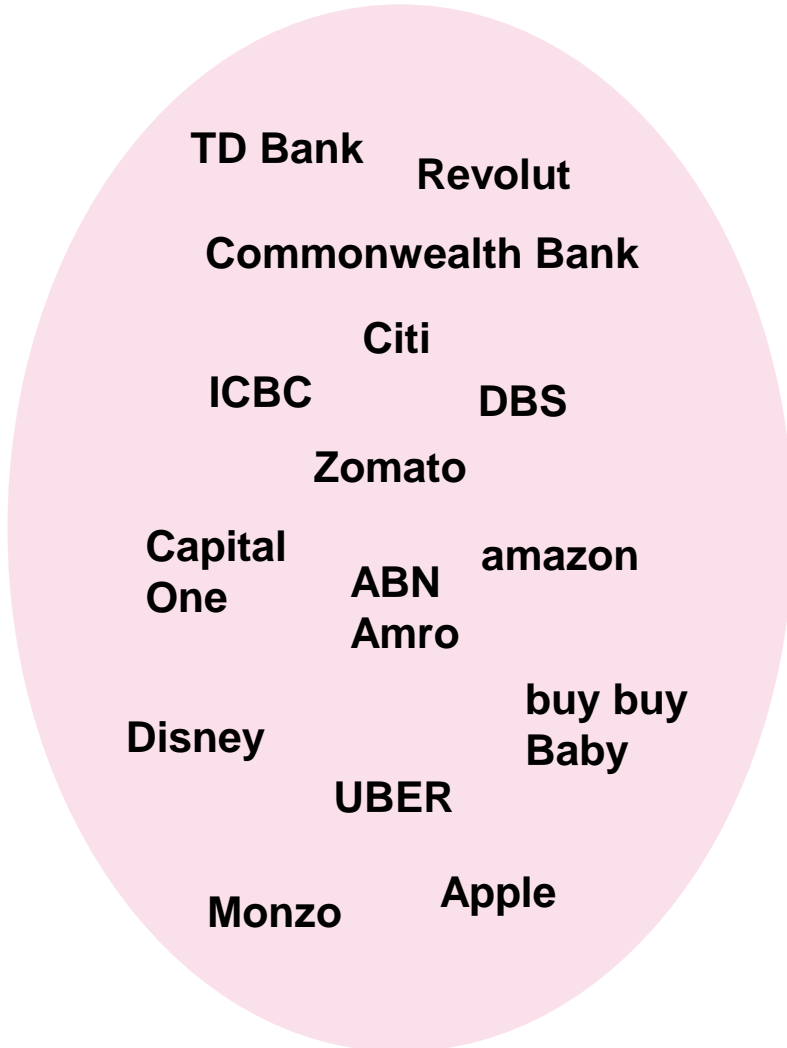 TD Bank
Revolut
Commonwealth Bank
Citi
ICBC
DBS
Zomato
Capital
One
ABN
Amro
amazon
buy buy
Baby
Disney
UBER
Apple
Monzo